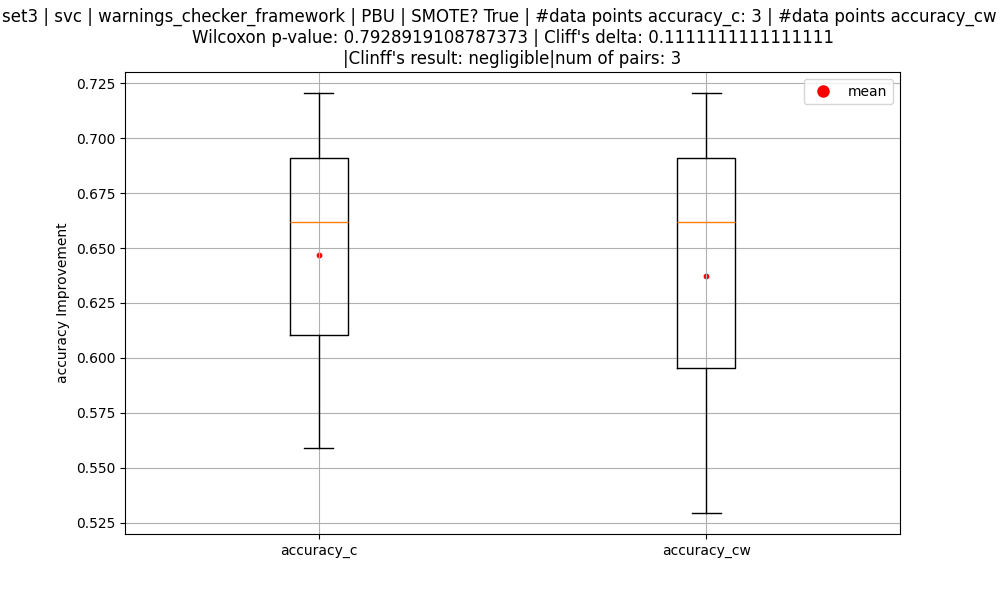 set3 | svc | warnings_checker_framework | PBU | SMOTE? True | #data points accuracy_c: 3 | #data points accuracy_cw
Wilcoxon p-value: 0.7928919108787373 | Cliff's delta: 0.1111111111111111
|Clinff's result: negligible|num of pairs: 3
mean
accuracy Improvement
0.725
0.700
0.675
0.650
0.625
0.600
0.575
0.550
0.525
accuracy_c
accuracy_cw